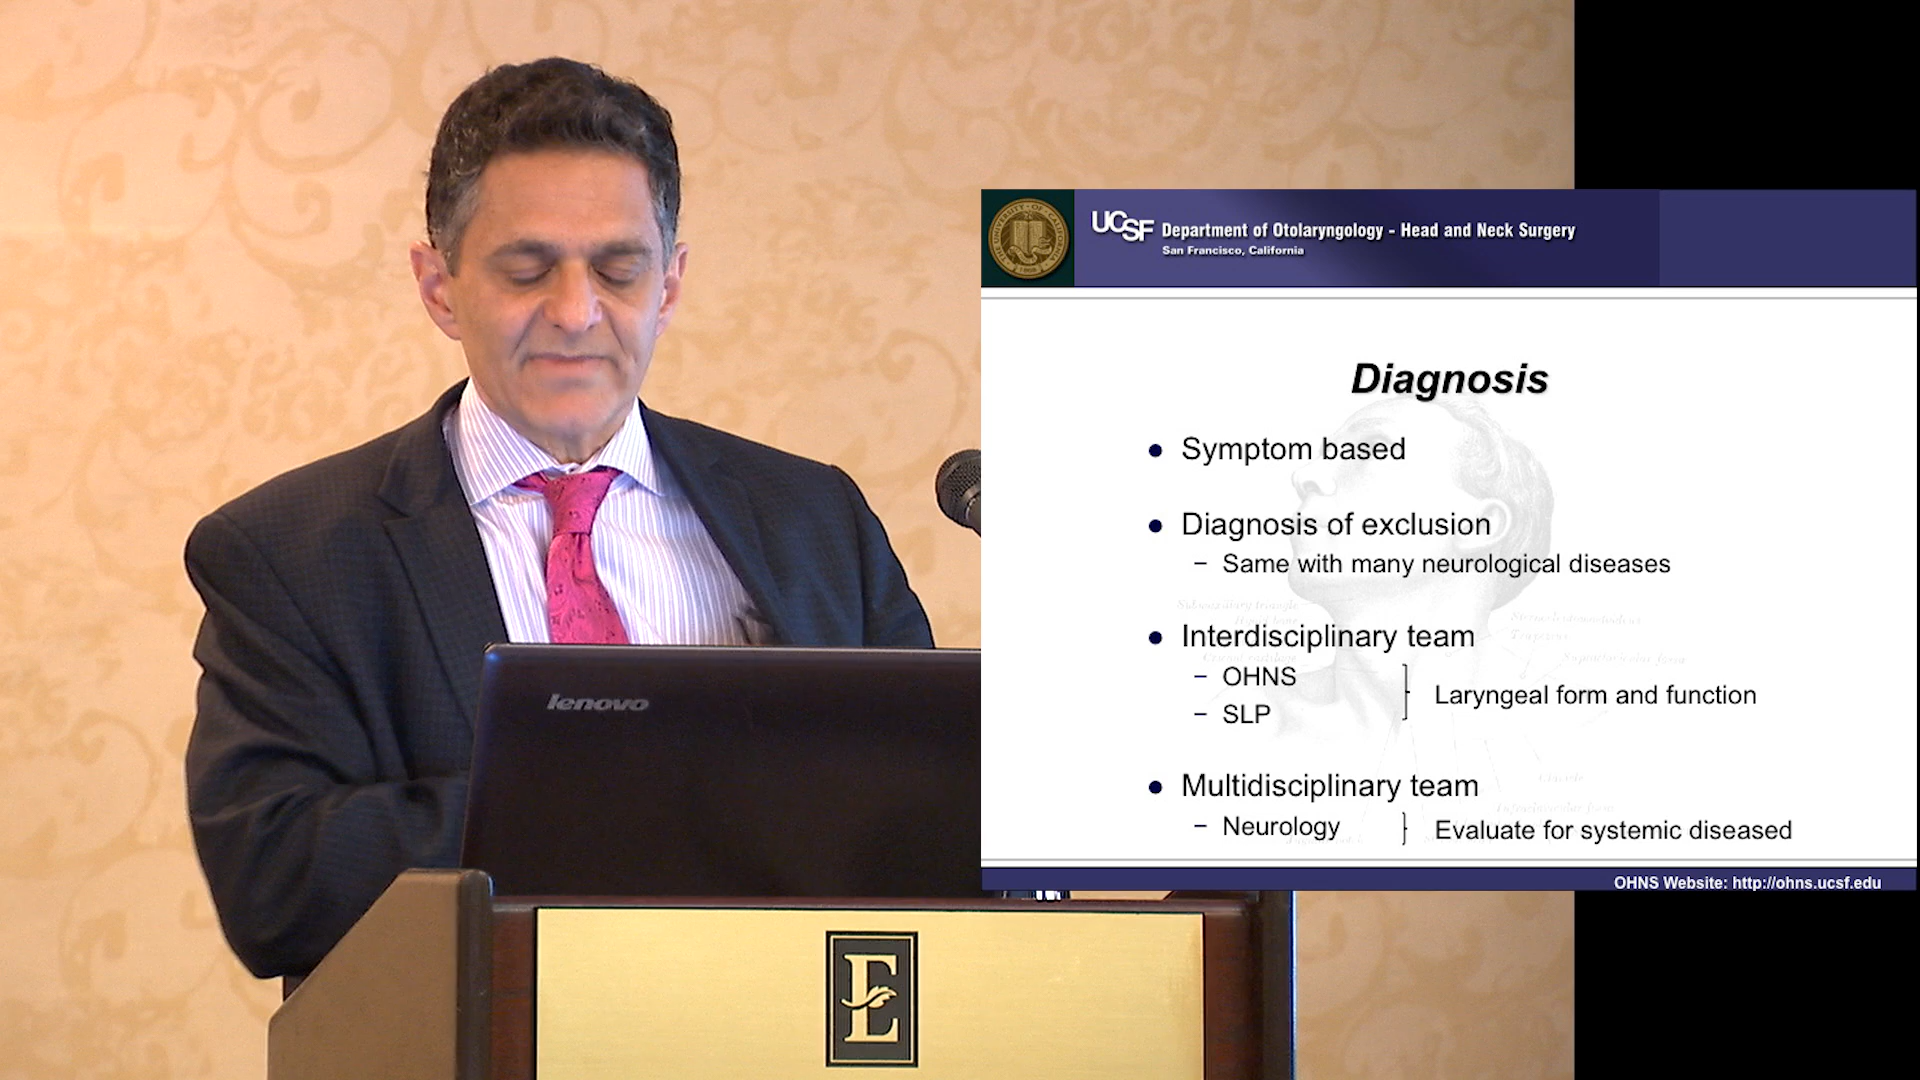 UCSF Department of Otolaryngology - Head and Neck Surgery
San Francisco, California
Diagnosis
● Symptom based
● Diagnosis of exclusion
– Same with many neurological diseases
● Interdisciplinary team
– OHNS
– SLP
Laryngeal form and function
● Multidisciplinary team
– Neurology
Evaluate for systemic diseased
OHNS Website: http://ohns.ucsf.edu
lenovo
E